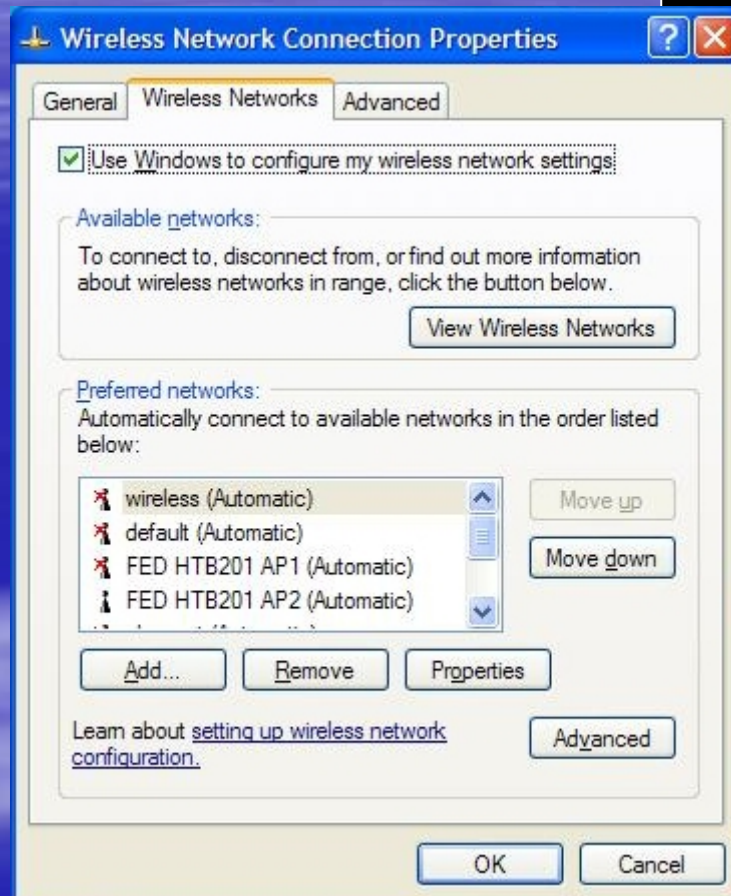 Wireless Network Connection Properties
General Wireless Networks Advanced
Use Windows to configure my wireless network settings
Available networks:
To connect to, disconnect from, or find out more information
about wireless networks in range, click the button below.
View Wireless Networks
Preferred networks:
Automatically connect to available networks in the order listed
below:
wireless (Automatic)
default (Automatic)
FED HTB201 AP1 (Automatic)
FED HTB201 AP2 (Automatic)
Move up
Move down
Add... Remove Properties
Learn about setting up wireless network
configuration.
Advanced
OK Cancel